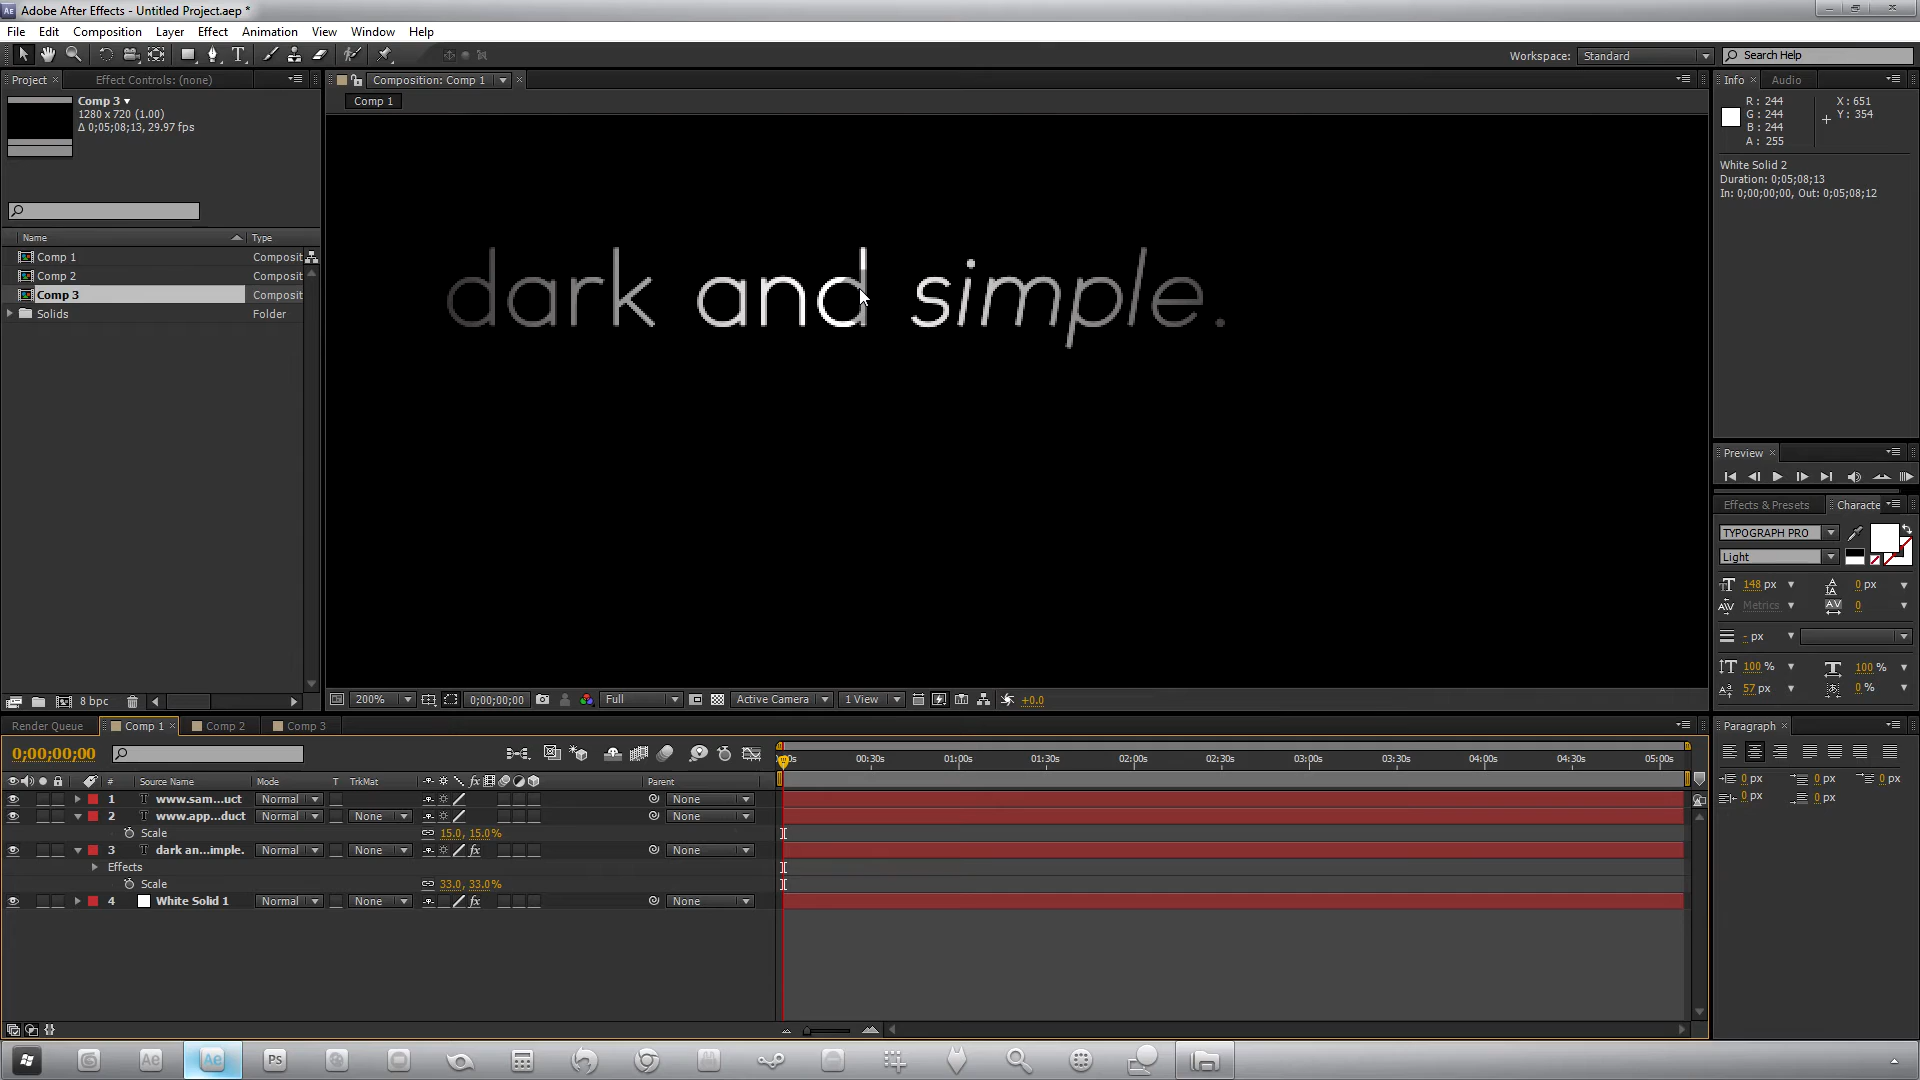 Adobe After Effects - Untitled Project.aep *
File Edit Composition Layer Effect Animation View Window Help
Workspace: Standard Search Help
Project Effect Controls: (none)
Composition: Comp 1
Info Audio
Comp 3
1280 x 720 (1.00)
Δ 0;05;08;13, 29.97 fps
Comp 1
R: 244 X: 651
G: 244 Y: 354
B: 244
A: 255
White Solid 2
Duration: 0;05;08;13
In: 0;00;00;00, Out: 0;05;08;12
Name Type
Comp 1 Composit
Comp 2 Composit
Comp 3 Composit
Solids Folder
dark and simple.
Preview
Effects & Presets Characte
TYPOGRAPH PRO
Light
148 px 0 px
Metrics 0
- px
100 % 100 %
57 px 0 %
8 bpc
200% 0;00;00;00 Full Active Camera 1 View +0.0
Render Queue Comp 1 Comp 2 Comp 3
Paragraph
0;00;00;00
00:30s 01:00s 01:30s 02:00s 02:30s 03:00s 03:30s 04:00s 04:30s 05:00s
# Source Name Mode T TrkMat Parent
1 www.sam...uct Normal None
2 www.app...duct Normal None None
Scale 15.0, 15.0%
3 dark an...imple. Normal None None
Effects
Scale 33.0, 33.0%
4 White Solid 1 Normal None None
0 px 0 px 0 px
0 px 0 px
Ae Ae Ps